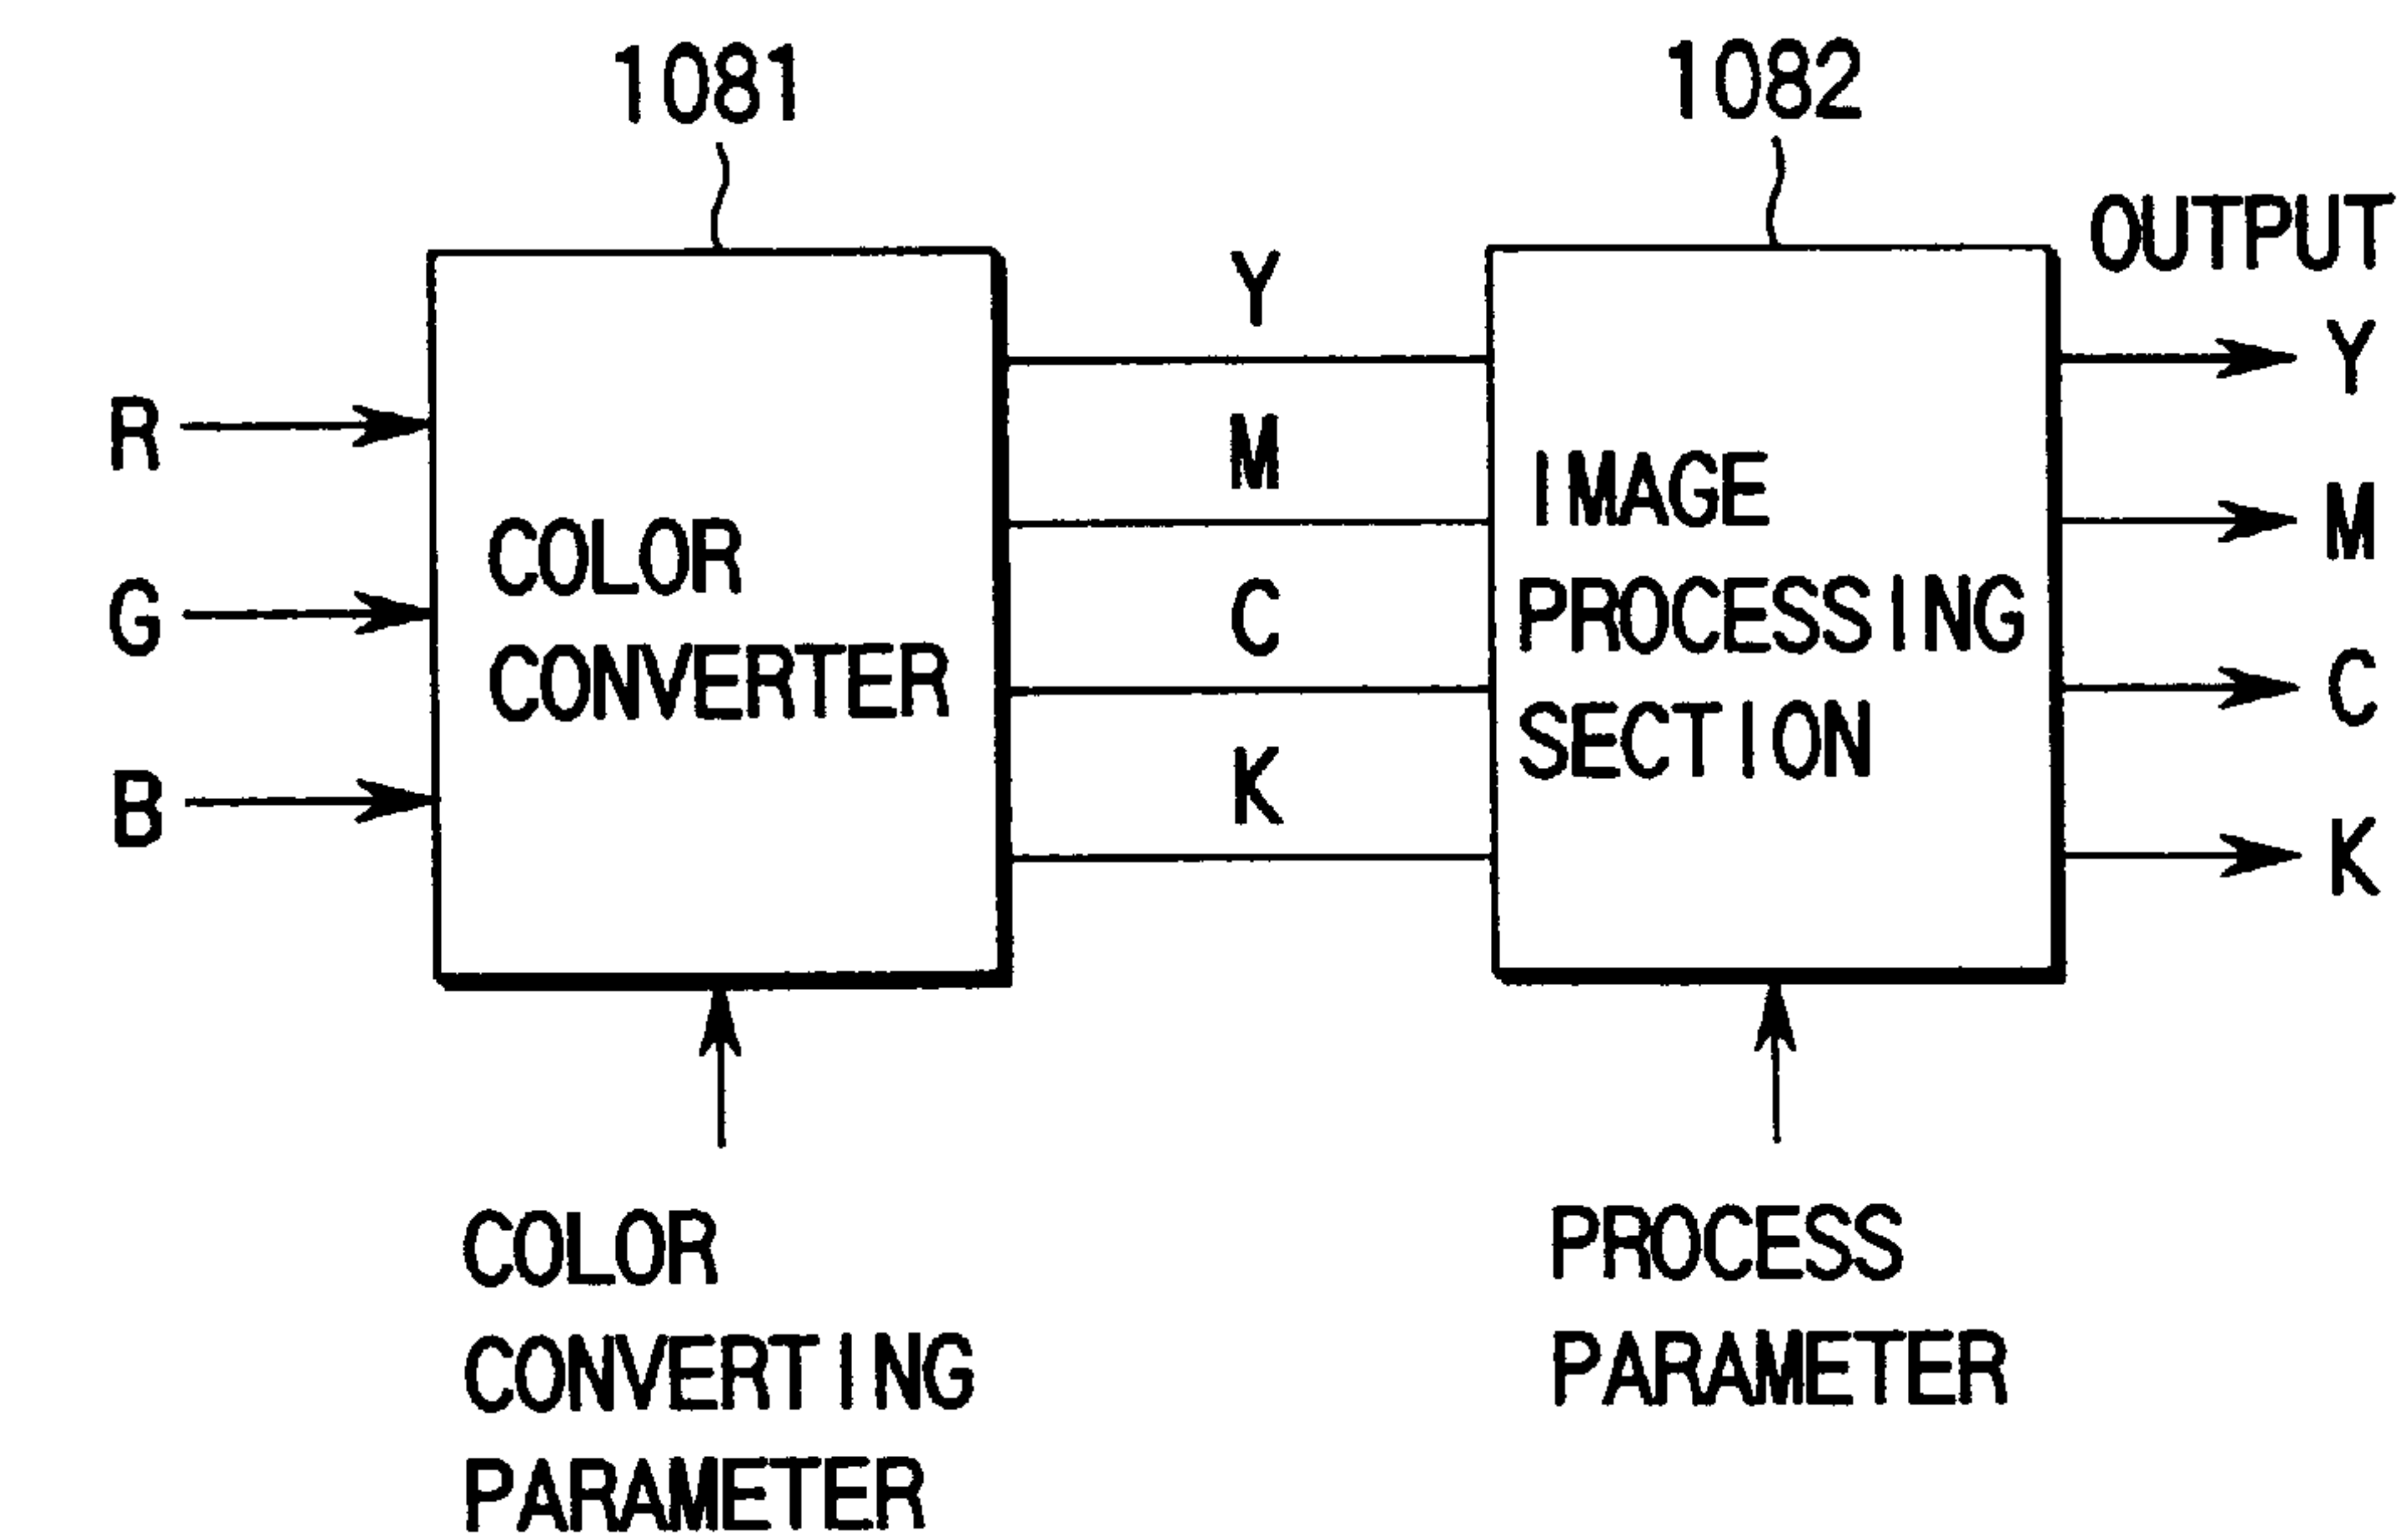 1081
1082
OUTPUT
R
G
B
COLOR
CONVERTER
Y
M
C
K
IMAGE
PROCESSING
SECTION
Y
M
C
K
COLOR
CONVERTING
PARAMETER
PROCESS
PARAMETER